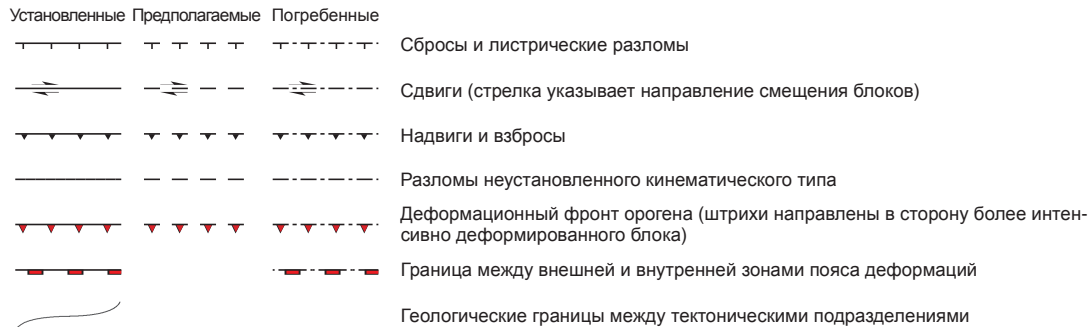 Установленные Предполагаемые Погребенные
Сбросы и листрические разломы
Сдвиги (стрелка указывает направление смещения блоков)
Надвиги и взбросы
Разломы неустановленного кинематического типа
Деформационный фронт орогена (штрихи направлены в сторону более интен-
сивно деформированного блока)
Граница между внешней и внутренней зонами пояса деформаций
Геологические границы между тектоническими подразделениями